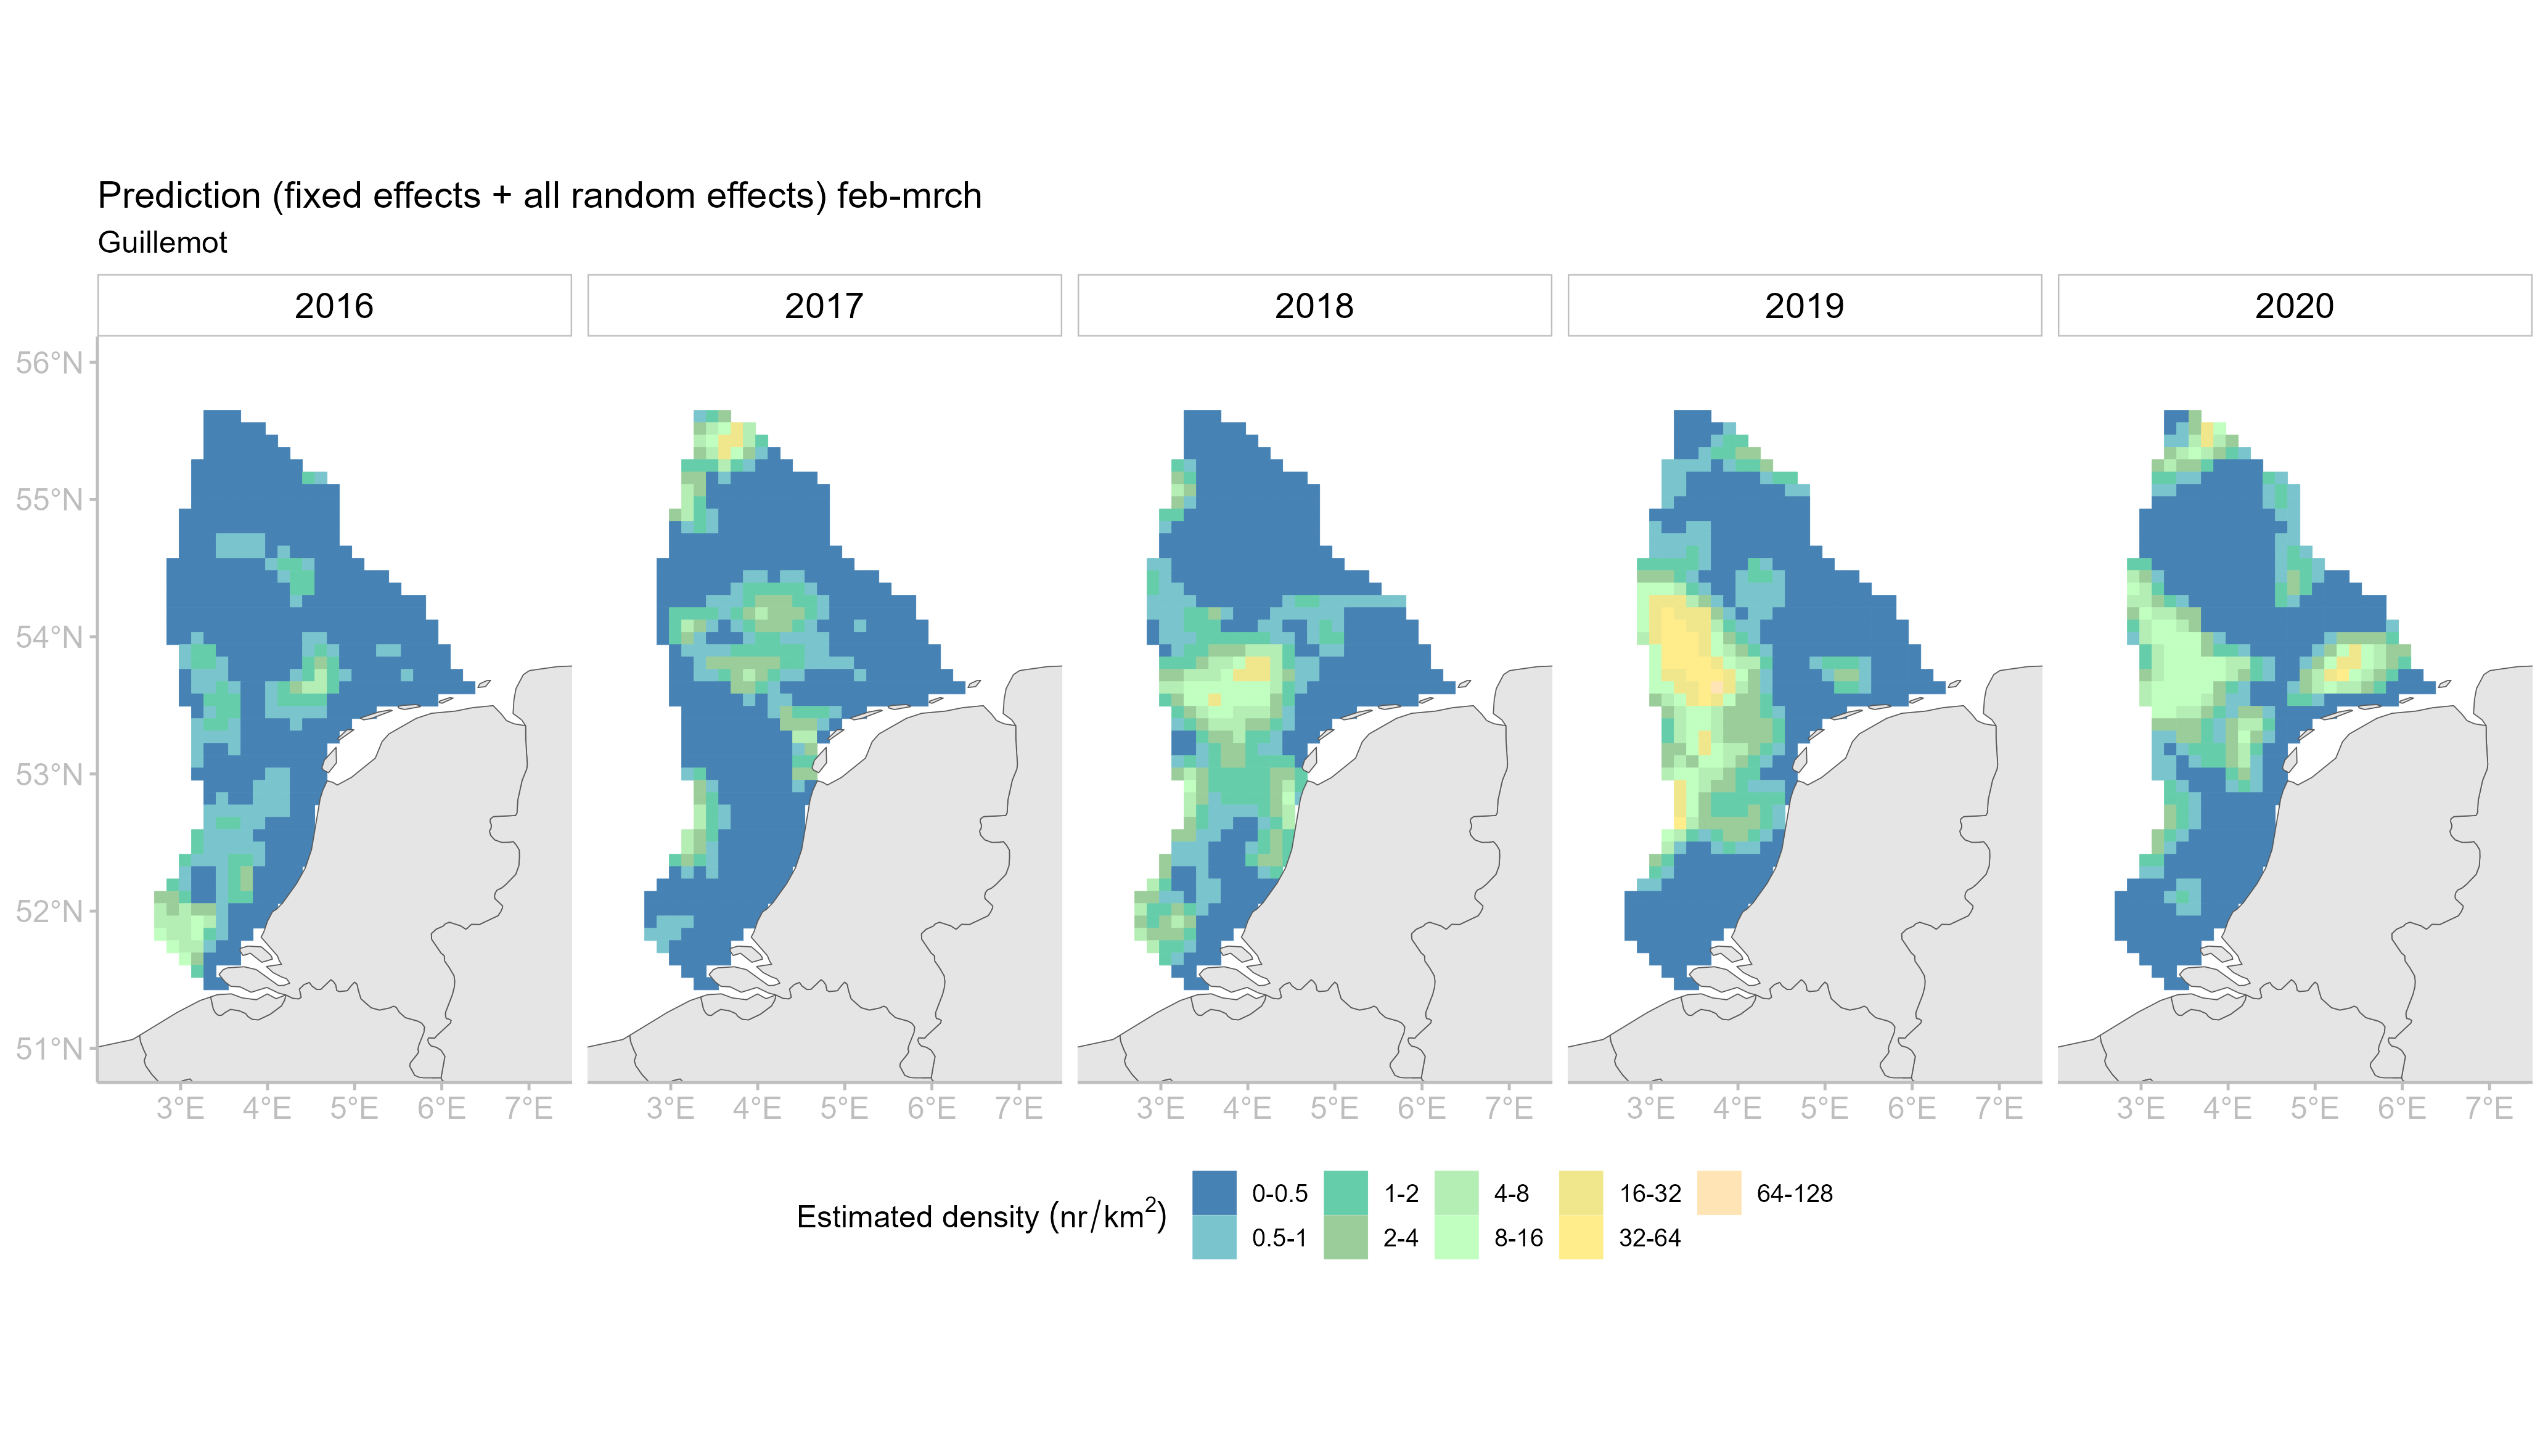 Prediction (fixed effects + all random effects) feb-mrch
Guillemot
2016 2017 2018 2019 2020
56°N
55°N
54°N
53°N
52°N
51°N
3°E 4°E 5°E 6°E 7°E 3°E 4°E 5°E 6°E 7°E 3°E 4°E 5°E 6°E 7°E 3°E 4°E 5°E 6°E 7°E 3°E 4°E 5°E 6°E 7°E
Estimated density (nr/km²)
0-0.5 1-2 4-8 16-32 64-128
0.5-1 2-4 8-16 32-64